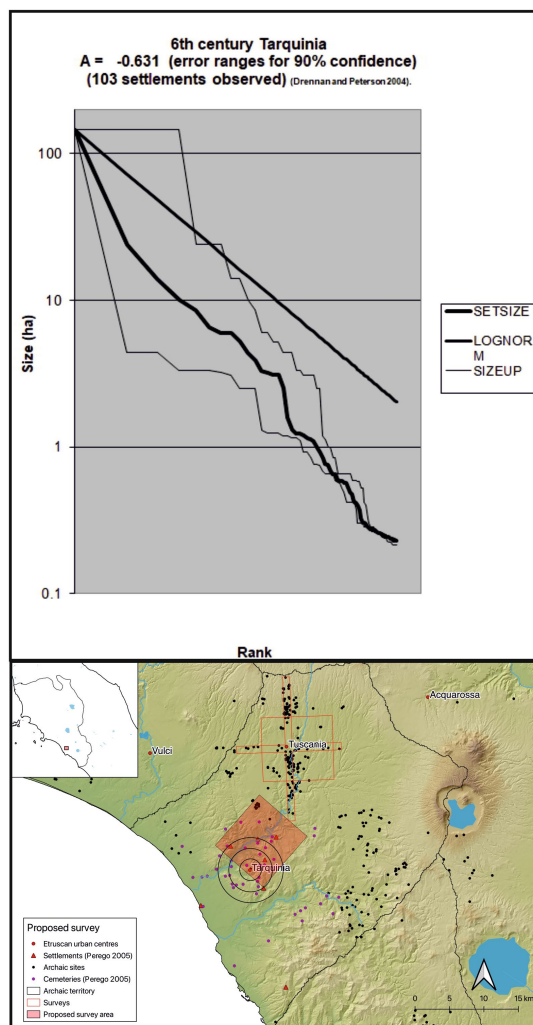 6th century Tarquinia
A = -0.631 (error ranges for 90% confidence)
(103 settlements observed) (Drennan and Peterson 2004).
100
10
1
0.1
Size (ha)
Rank
SETSIZE
LOGNOR
M
SIZEUP
Acquarossa
Vulci
Tuscania
Tarquinia
Proposed survey
Etruscan urban centres
Settlements (Perego 2005)
Archaic sites
Cemeteries (Perego 2005)
Archaic territory
Surveys
Proposed survey area
0 5 10 15 km